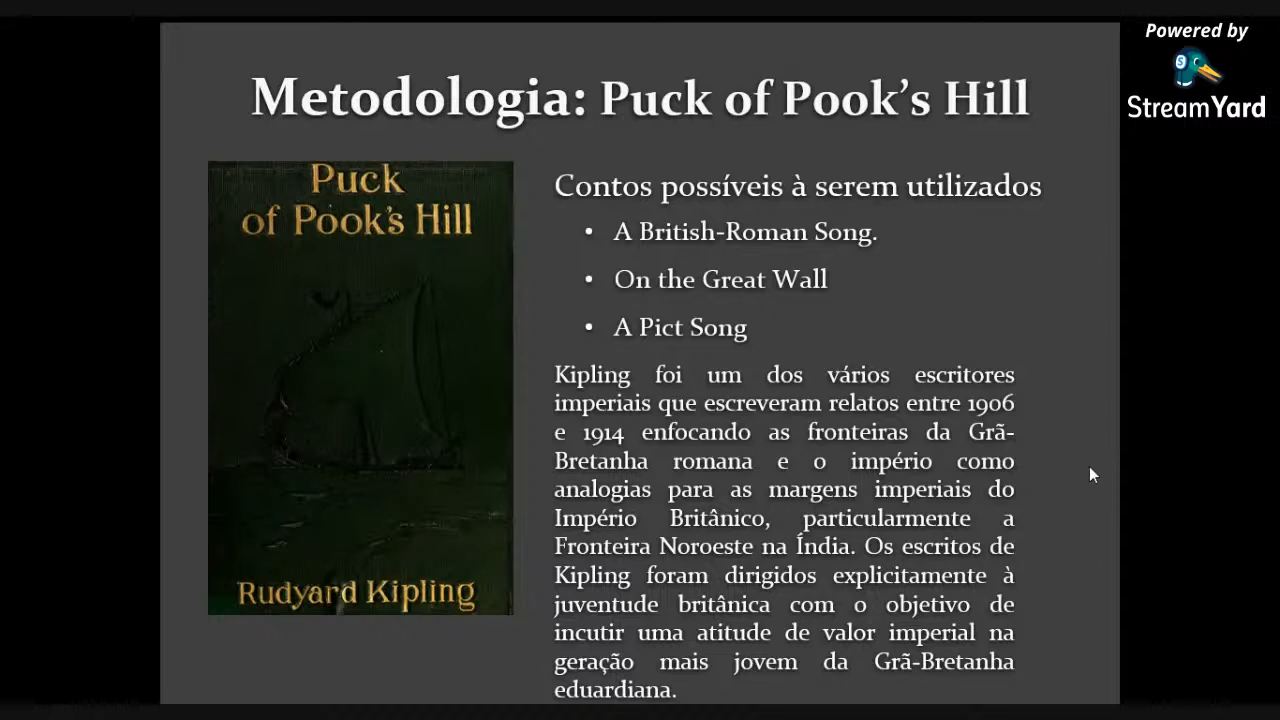 Powered by
StreamYard
Metodologia: Puck of Pook's Hill
Puck
of Pook's Hill
Rudyard Kipling
Contos possíveis à serem utilizados
• A British-Roman Song.
• On the Great Wall
• A Pict Song
Kipling foi um dos vários escritores
imperiais que escreveram relatos entre 1906
e 1914 enfocando as fronteiras da Grã-
Bretanha romana e o império como
analogias para as margens imperiais do
Império Britânico, particularmente a
Fronteira Noroeste na Índia. Os escritos de
Kipling foram dirigidos explicitamente à
juventude britânica com o objetivo de
incutir uma atitude de valor imperial na
geração mais jovem da Grã-Bretanha
eduardiana.